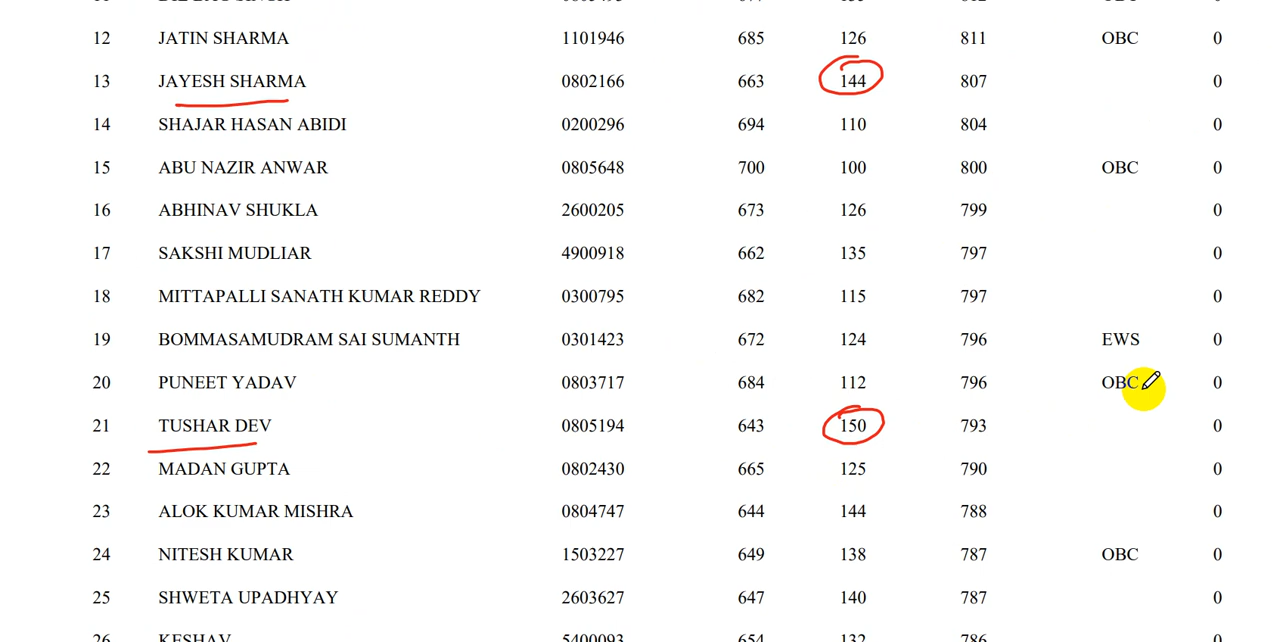 12 JATIN SHARMA 1101946 685 126 811 OBC 0
13 JAYESH SHARMA 0802166 663 144 807 0
14 SHAJAR HASAN ABIDI 0200296 694 110 804 0
15 ABU NAZIR ANWAR 0805648 700 100 800 OBC 0
16 ABHINAV SHUKLA 2600205 673 126 799 0
17 SAKSHI MUDLIAR 4900918 662 135 797 0
18 MITTAPALLI SANATH KUMAR REDDY 0300795 682 115 797 0
19 BOMMASAMUDRAM SAI SUMANTH 0301423 672 124 796 EWS 0
20 PUNEET YADAV 0803717 684 112 796 OBC 0
21 TUSHAR DEV 0805194 643 150 793 0
22 MADAN GUPTA 0802430 665 125 790 0
23 ALOK KUMAR MISHRA 0804747 644 144 788 0
24 NITESH KUMAR 1503227 649 138 787 OBC 0
25 SHWETA UPADHYAY 2603627 647 140 787 0
26 KESHAV 5400093 654 132 786 0